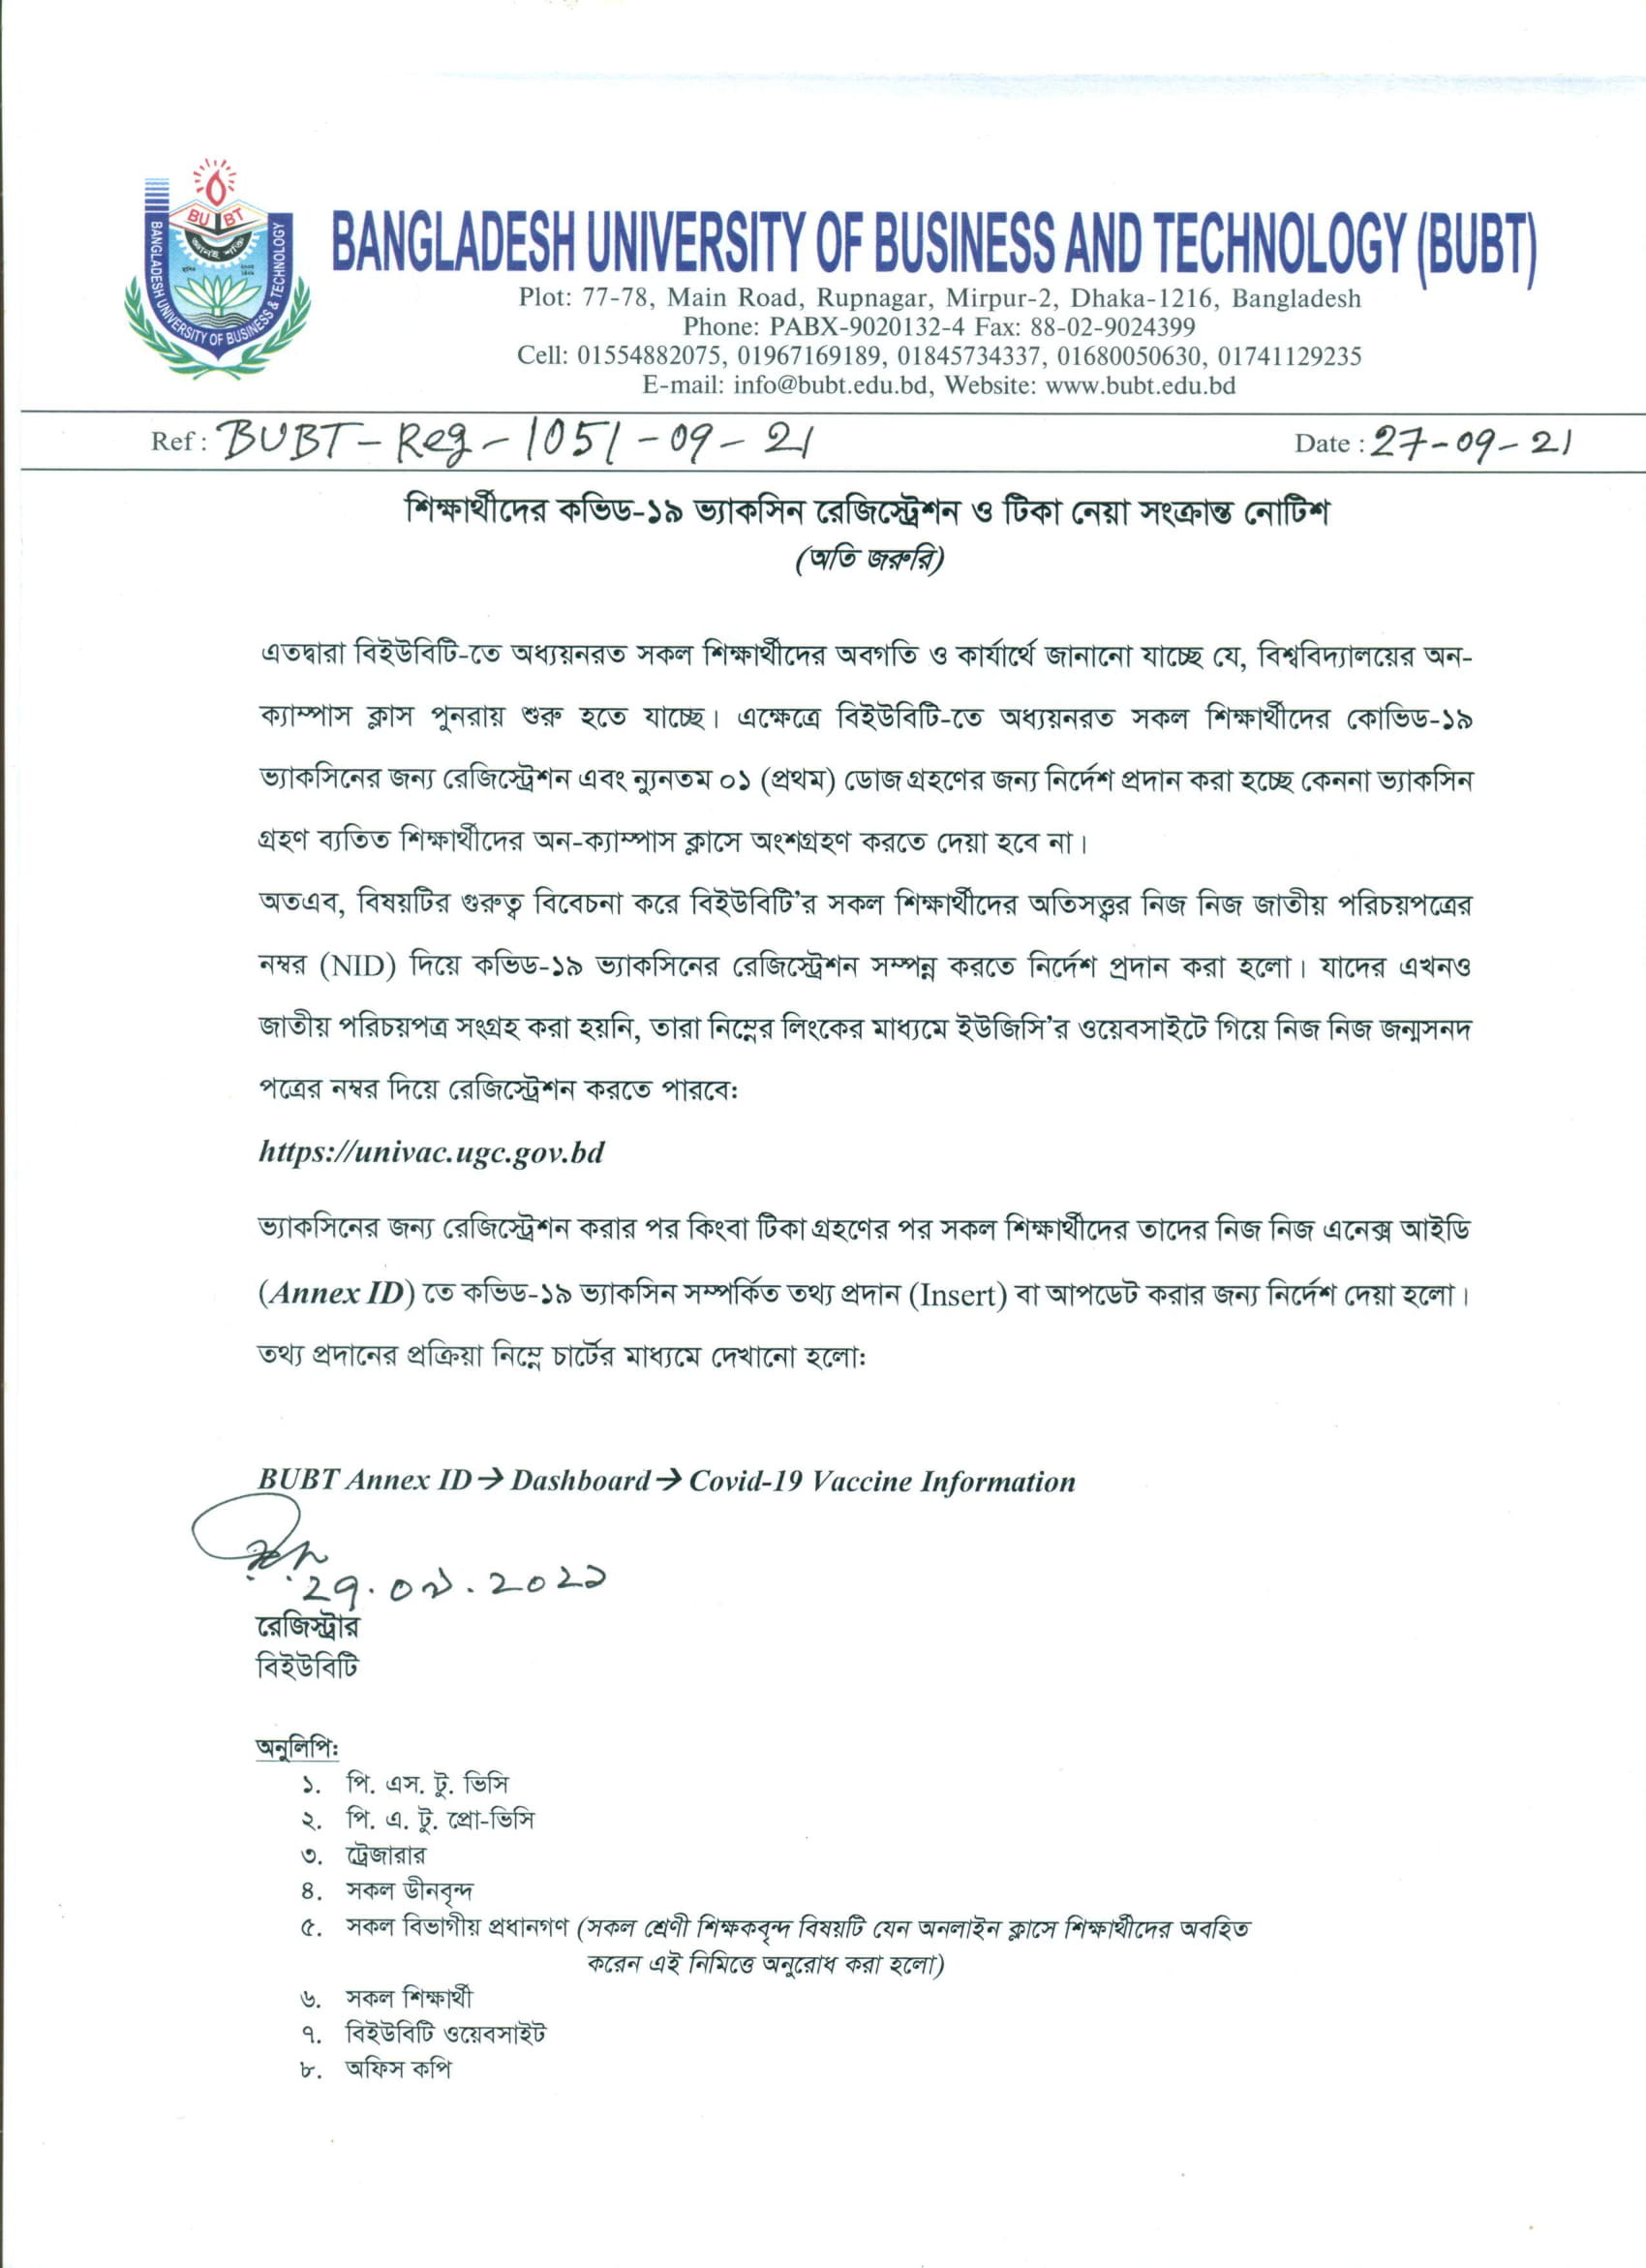 BANGLADESH UNIVERSITY OF BUSINESS & TECHNOLOGY
BU BT
BANGLADESH UNIVERSITY OF BUSINESS AND TECHNOLOGY (BUBT)
Plot: 77-78, Main Road, Rupnagar, Mirpur-2, Dhaka-1216, Bangladesh
Phone: PABX-9020132-4 Fax: 88-02-9024399
Cell: 01554882075, 01967169189, 01845734337, 01680050630, 01741129235
E-mail: info@bubt.edu.bd, Website: www.bubt.edu.bd
Ref : BUBT-Reg-1051-09-21 Date : 27-09-21
শিক্ষার্থীদের কভিড-১৯ ভ্যাকসিন রেজিস্ট্রেশন ও টিকা নেয়া সংক্রান্ত নোটিশ
(অতি জরুরি)
এতদ্বারা বিইউবিটি-তে অধ্যয়নরত সকল শিক্ষার্থীদের অবগতি ও কার্যার্থে জানানো যাচ্ছে যে, বিশ্ববিদ্যালয়ের অন-
ক্যাম্পাস ক্লাস পুনরায় শুরু হতে যাচ্ছে। এক্ষেত্রে বিইউবিটি-তে অধ্যয়নরত সকল শিক্ষার্থীদের কোভিড-১৯
ভ্যাকসিনের জন্য রেজিস্ট্রেশন এবং ন্যুনতম ০১ (প্রথম) ডোজ গ্রহণের জন্য নির্দেশ প্রদান করা হচ্ছে কেননা ভ্যাকসিন
গ্রহণ ব্যতিত শিক্ষার্থীদের অন-ক্যাম্পাস ক্লাসে অংশগ্রহণ করতে দেয়া হবে না।
অতএব, বিষয়টির গুরুত্ব বিবেচনা করে বিইউবিটি'র সকল শিক্ষার্থীদের অতিসত্ত্বর নিজ নিজ জাতীয় পরিচয়পত্রের
নম্বর (NID) দিয়ে কভিড-১৯ ভ্যাকসিনের রেজিস্ট্রেশন সম্পন্ন করতে নির্দেশ প্রদান করা হলো। যাদের এখনও
জাতীয় পরিচয়পত্র সংগ্রহ করা হয়নি, তারা নিম্নের লিংকের মাধ্যমে ইউজিসি'র ওয়েবসাইটে গিয়ে নিজ নিজ জন্মসনদ
পত্রের নম্বর দিয়ে রেজিস্ট্রেশন করতে পারবে:
https://univac.ugc.gov.bd
ভ্যাকসিনের জন্য রেজিস্ট্রেশন করার পর কিংবা টিকা গ্রহণের পর সকল শিক্ষার্থীদের তাদের নিজ নিজ এনেক্স আইডি
(Annex ID) তে কভিড-১৯ ভ্যাকসিন সম্পর্কিত তথ্য প্রদান (Insert) বা আপডেট করার জন্য নির্দেশ দেয়া হলো।
তথ্য প্রদানের প্রক্রিয়া নিম্নে চার্টের মাধ্যমে দেখানো হলো:
BUBT Annex ID→ Dashboard→ Covid-19 Vaccine Information
২৭.০৯.২০২১
রেজিস্ট্রার
বিইউবিটি
অনুলিপি:
১. পি. এস. টু. ভিসি
২. পি. এ. টু. প্রো-ভিসি
৩. ট্রেজারার
৪. সকল ডীনবৃন্দ
৫. সকল বিভাগীয় প্রধানগণ (সকল শ্রেণী শিক্ষকবৃন্দ বিষয়টি যেন অনলাইন ক্লাসে শিক্ষার্থীদের অবহিত
করেন এই নিমিত্তে অনুরোধ করা হলো)
৬. সকল শিক্ষার্থী
৭. বিইউবিটি ওয়েবসাইট
৮. অফিস কপি